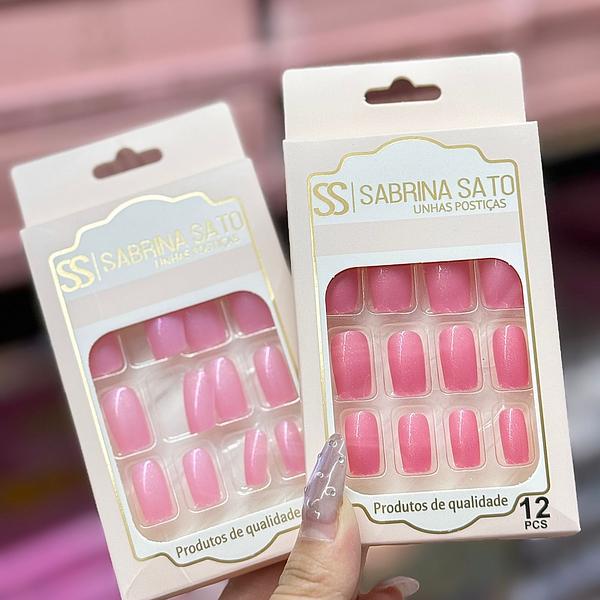 SS | SABRINA SATO
UNHAS POSTIÇAS
Produtos de qualidade
SS | SABRINA SATO
UNHAS POSTIÇAS
Produtos de qualidade
12
PCS